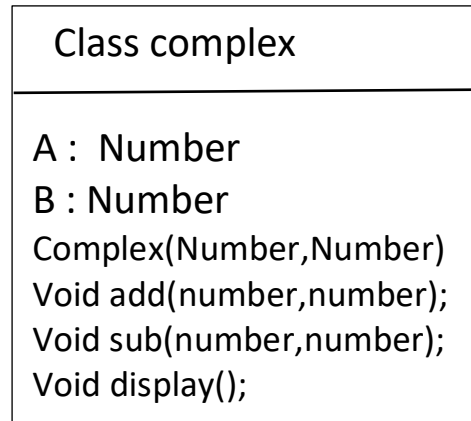 Class complex
A : Number
B : Number
Complex(Number,Number)
Void add(number,number);
Void sub(number,number);
Void display();